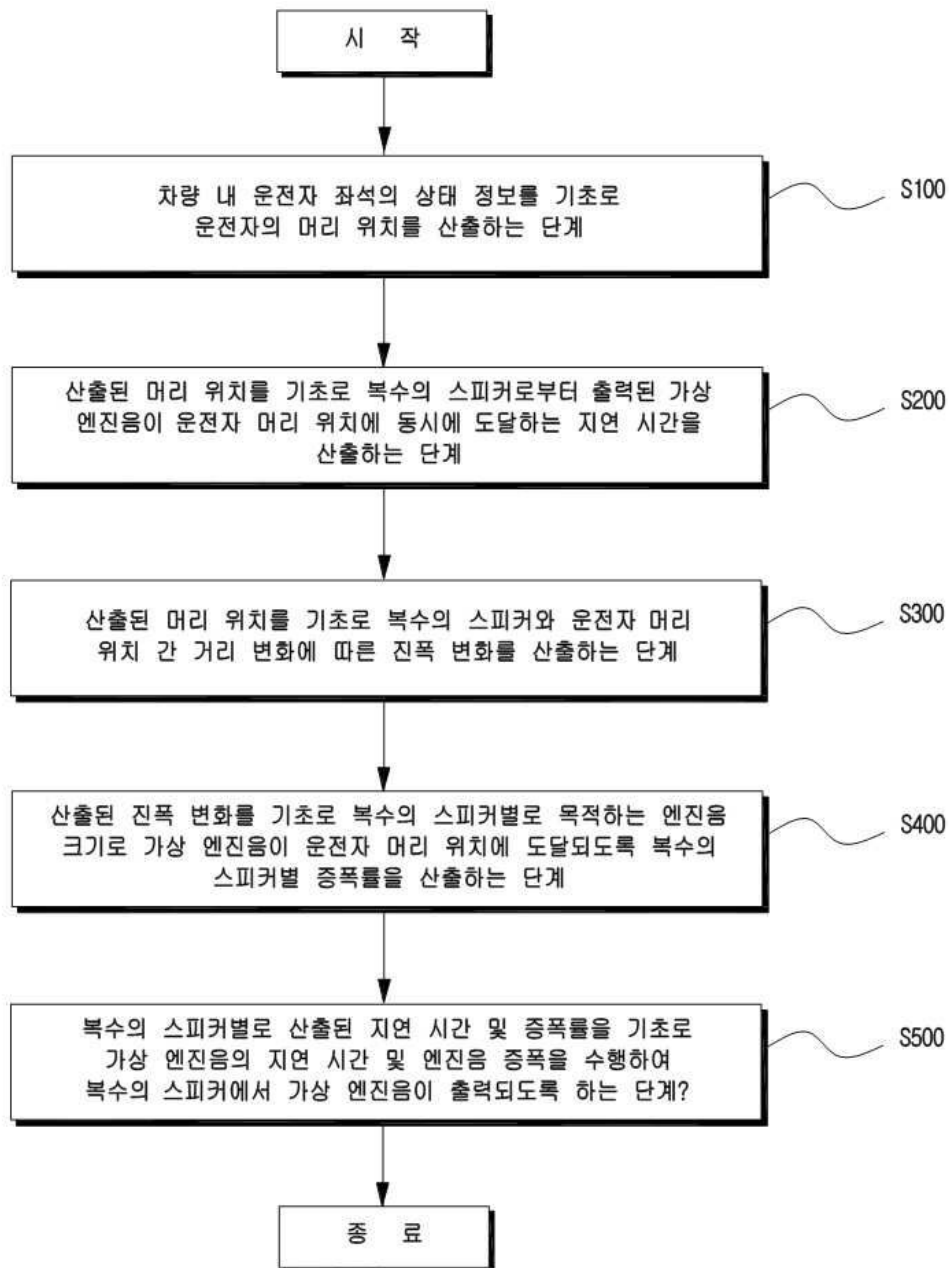 시 작
차량 내 운전자 좌석의 상태 정보를 기초로
운전자의 머리 위치를 산출하는 단계
S100
산출된 머리 위치를 기초로 복수의 스피커로부터 출력된 가상
엔진음이 운전자 머리 위치에 동시에 도달하는 지연 시간을
산출하는 단계
S200
산출된 머리 위치를 기초로 복수의 스피커와 운전자 머리
위치 간 거리 변화에 따른 진폭 변화를 산출하는 단계
S300
산출된 진폭 변화를 기초로 복수의 스피커별로 목적하는 엔진음
크기로 가상 엔진음이 운전자 머리 위치에 도달되도록 복수의
스피커별 증폭률을 산출하는 단계
S400
복수의 스피커별로 산출된 지연 시간 및 증폭률을 기초로
가상 엔진음의 지연 시간 및 엔진음 증폭을 수행하여
복수의 스피커에서 가상 엔진음이 출력되도록 하는 단계?
S500
종 료